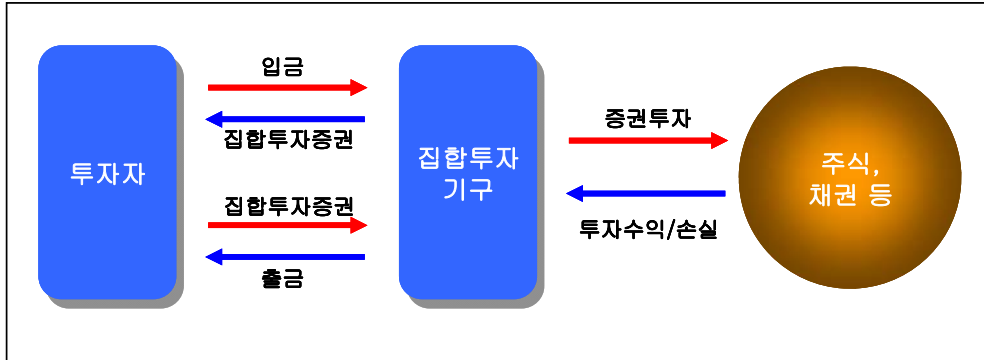 투자자
입금
집합투자증권
집합투자증권
출금
집합투자
기구
증권투자
투자수익/손실
주식,
채권 등